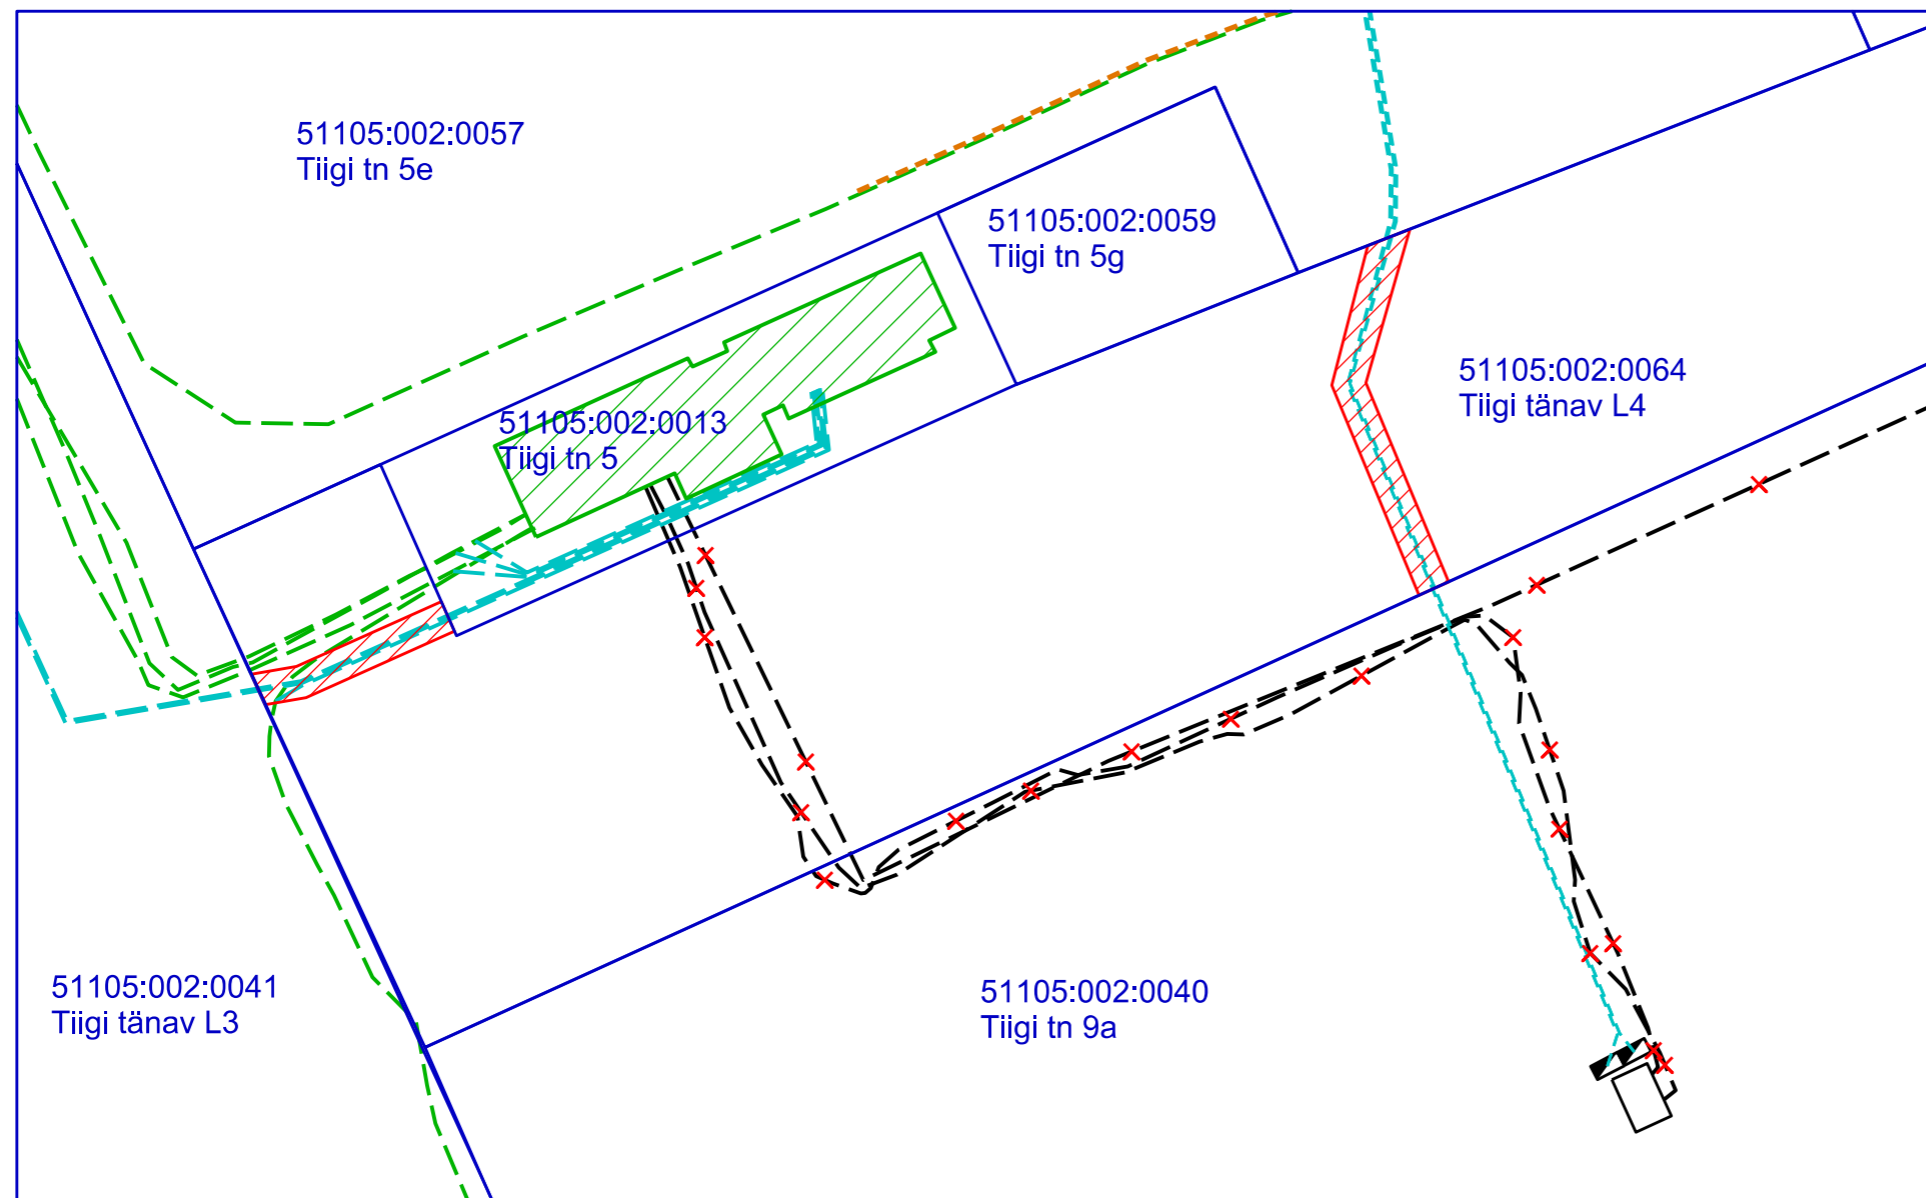 51105:002:0057
Tiigi tn 5e
51105:002:0059
Tiigi tn 5g
51105:002:0064
Tiigi tänav L4
51105:002:0013
Tiigi tn 5
51105:002:0041
Tiigi tänav L3
51105:002:0040
Tiigi tn 9a